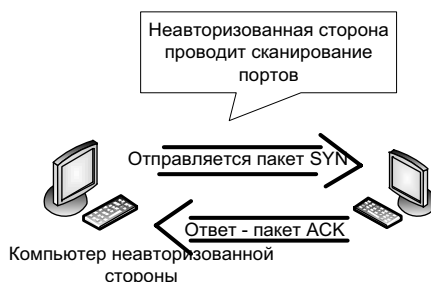 Неавторизованная сторона
проводит сканирование
портов
Отправляется пакет SYN
Ответ - пакет ACK
Компьютер неавторизованной
стороны